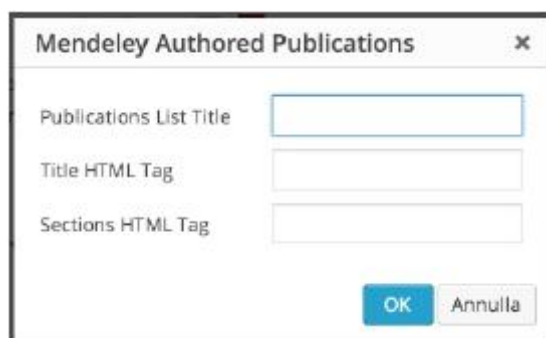 Mendeley Authored Publications ×
Publications List Title
Title HTML Tag
Sections HTML Tag
OK Annulla